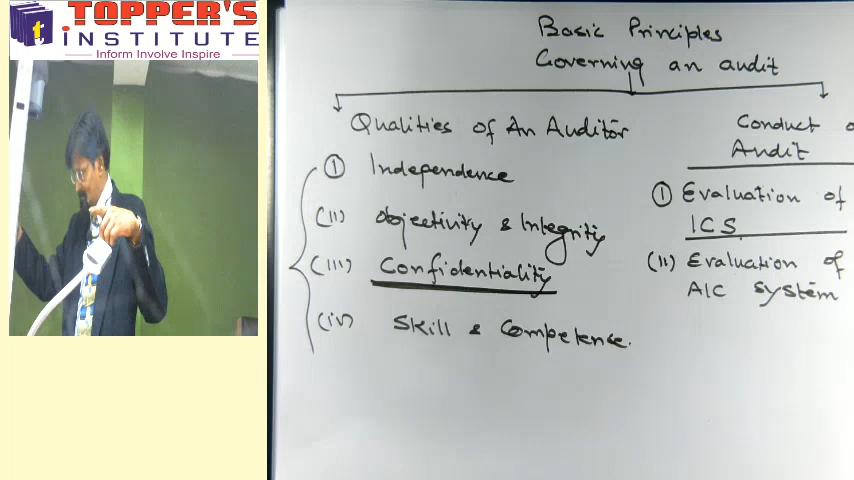 TOPPER'S
iNSTITUTE
Inform Involve Inspire
t
Basic Principles
Governing an audit
Qualities of An Auditor
① Independence
(ii) Objectivity & Integrity
(iii) Confidentiality
(iv) Skill & Competence.
Conduct o
Audit
① Evaluation of
ICS
(ii) Evaluation of
A/C system